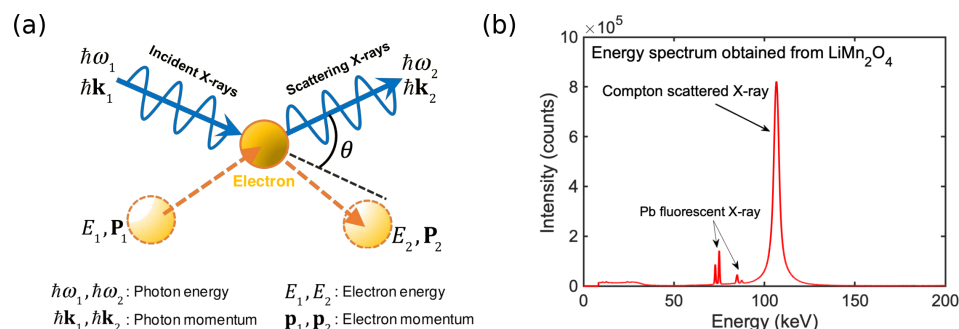 (a)
ħω₁
ħk₁
Incident X-rays
Scattering X-rays
ħω₂
ħk₂
θ
Electron
E₁, P₁
E₂, P₂
ħω₁, ħω₂ : Photon energy
ħk₁, ħk₂ : Photon momentum
E₁, E₂ : Electron energy
p₁, p₂ : Electron momentum
(b)
× 10⁵
Energy spectrum obtained from LiMn₂O₄
Compton scattered X-ray
Pb fluorescent X-ray
Intensity (counts)
10
8
6
4
2
0
0 50 100 150 200
Energy (keV)